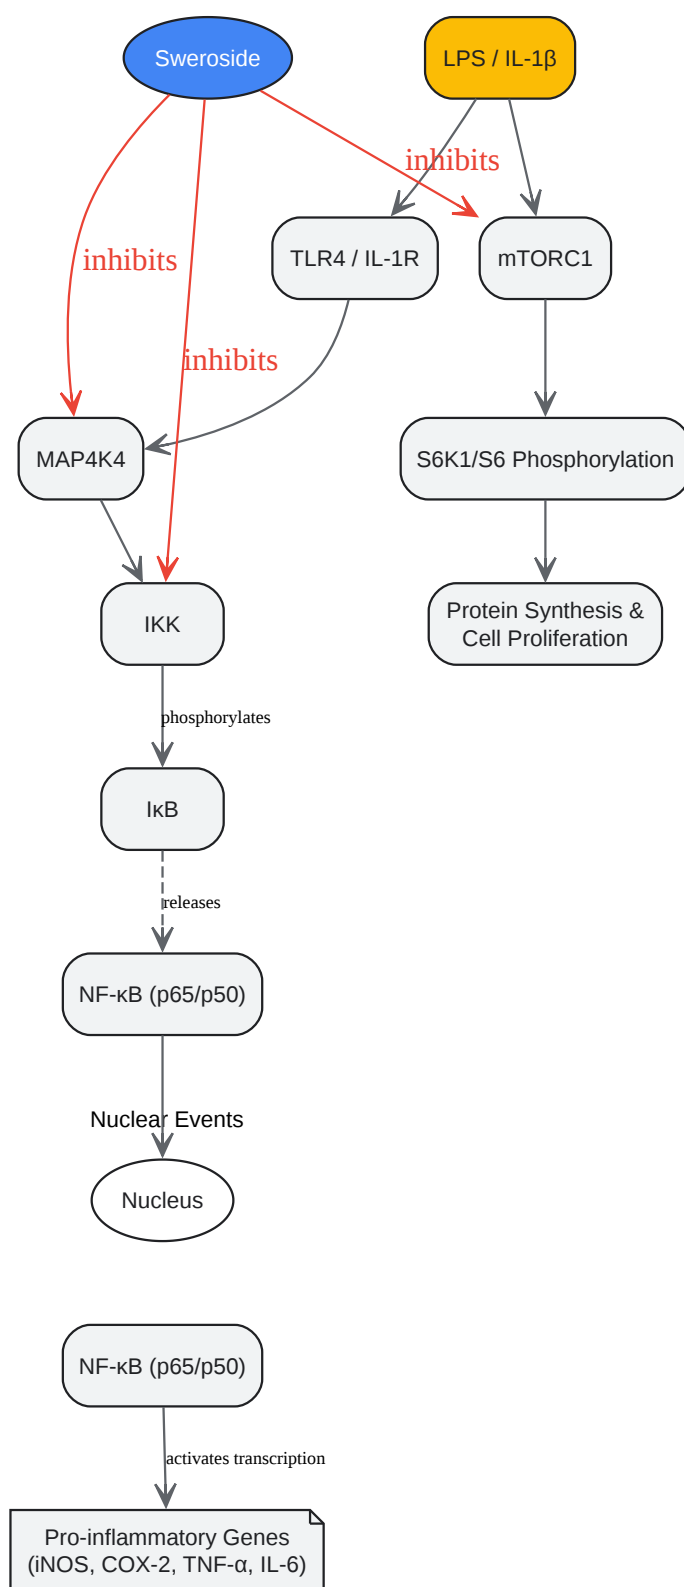 Sweroside
LPS / IL-1β
inhibits
inhibits
TLR4 / IL-1R
mTORC1
inhibits
MAP4K4
S6K1/S6 Phosphorylation
IKK
Protein Synthesis &
Cell Proliferation
phosphorylates
IκB
releases
NF-κB (p65/p50)
Nuclear Events
Nucleus
NF-κB (p65/p50)
activates transcription
Pro-inflammatory Genes
(iNOS, COX-2, TNF-α, IL-6)